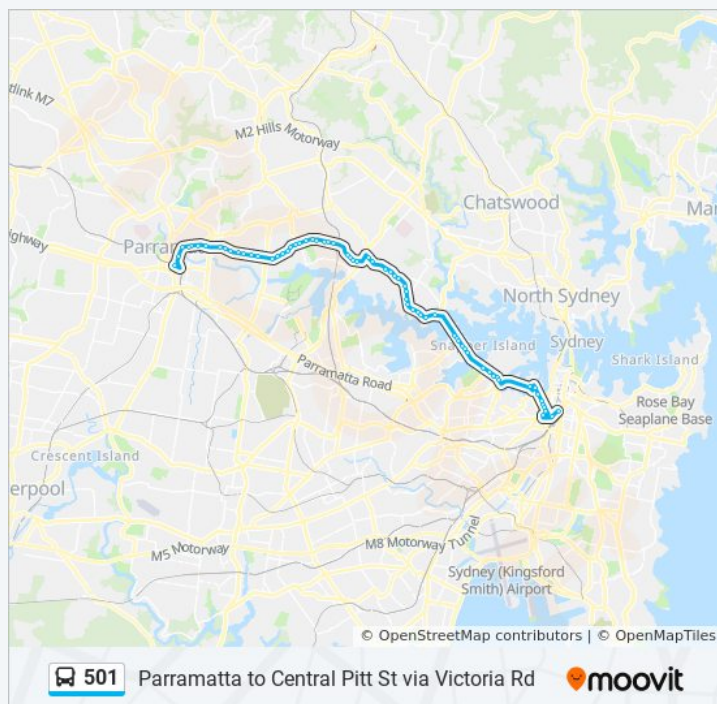 tlink M7
M2 Hills Motorway
Chatswood
Ma
Parram
ighway
North Sydney
Sydney
Island
Shark Island
Parramatta Road
Rose Bay
Seaplane Base
Crescent Island
erpool
M5 Motorway
M8 Motorway Tunnel
Sydney (Kingsford
Smith) Airport
© OpenStreetMap contributors | © OpenMapTiles
501 Parramatta to Central Pitt St via Victoria Rd moovit